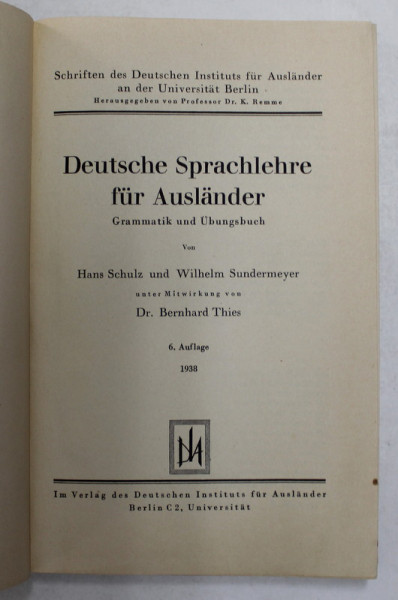 Schriften des Deutschen Instituts für Ausländer
an der Universität Berlin
Herausgegeben von Professor Dr. K. Remme
Deutsche Sprachlehre
für Ausländer
Grammatik und Übungsbuch
Von
Hans Schulz und Wilhelm Sundermeyer
unter Mitwirkung von
Dr. Bernhard Thies
6. Auflage
1938
Im Verlag des Deutschen Instituts für Ausländer
Berlin C 2, Universität